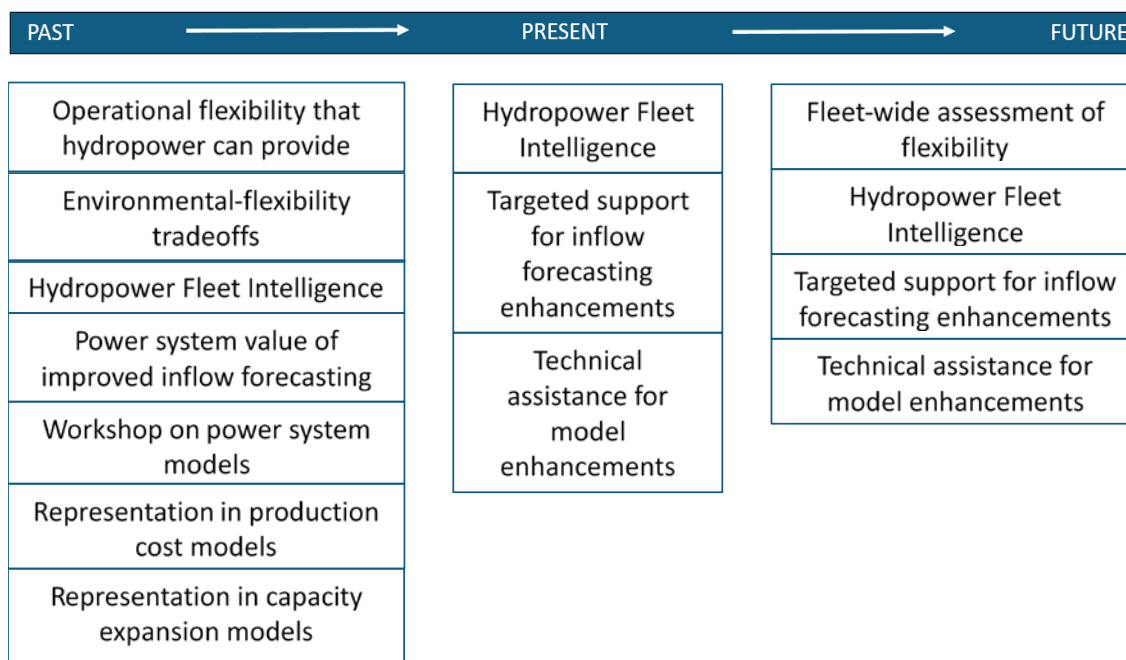 PAST
PRESENT
FUTURE
Operational flexibility that
hydropower can provide
Environmental-flexibility
tradeoffs
Hydropower Fleet Intelligence
Power system value of
improved inflow forecasting
Workshop on power system
models
Representation in production
cost models
Representation in capacity
expansion models
Hydropower Fleet
Intelligence
Targeted support
for inflow
forecasting
enhancements
Technical
assistance for
model
enhancements
Fleet-wide assessment of
flexibility
Hydropower Fleet
Intelligence
Targeted support for inflow
forecasting enhancements
Technical assistance for
model enhancements